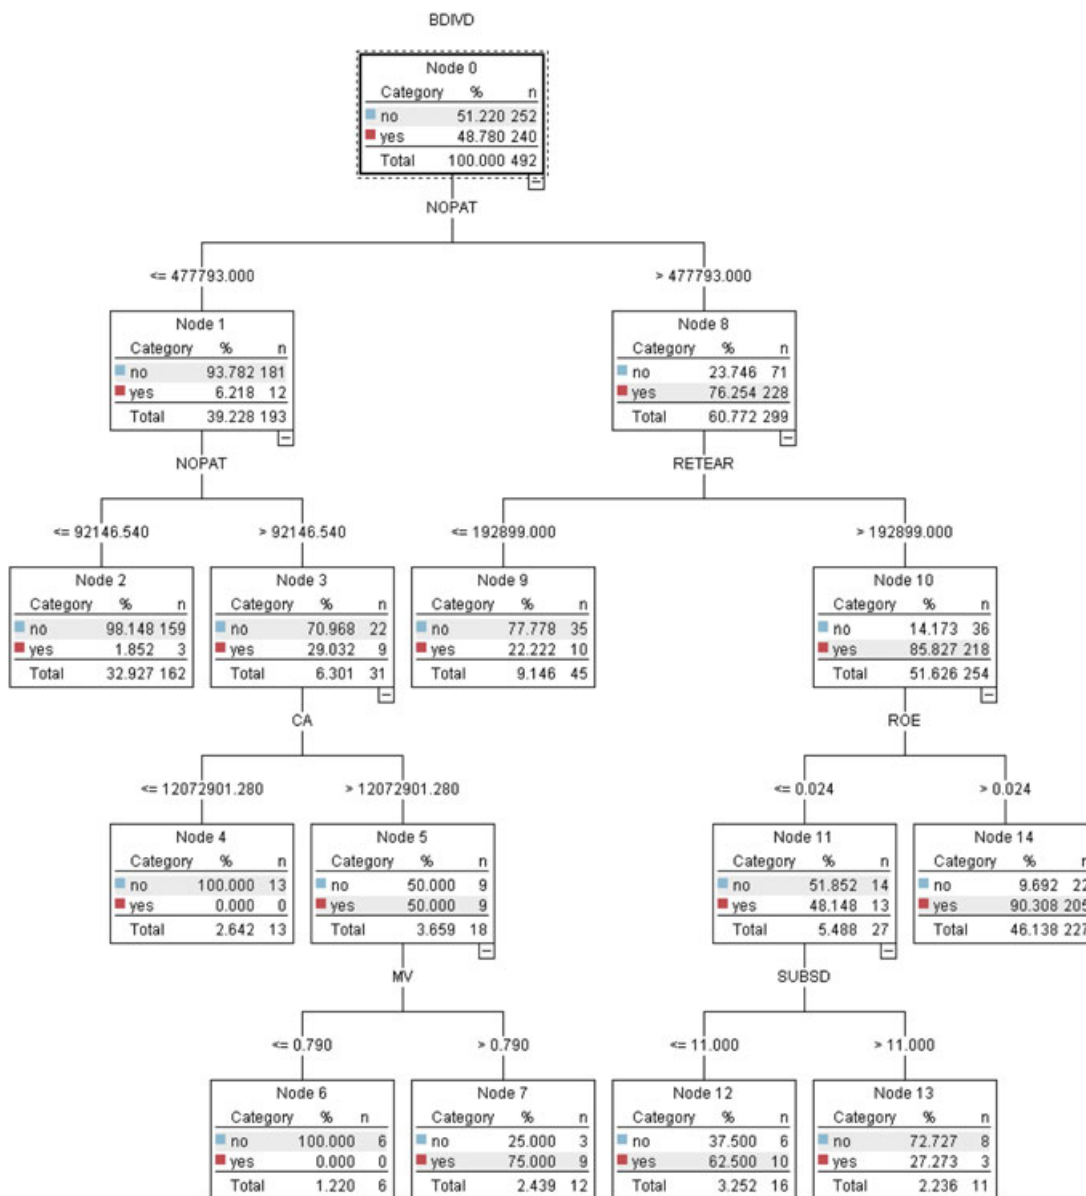 BDIVD
Node 0
Category % n
no 51.220 252
yes 48.780 240
Total 100.000 492
NOPAT
<= 477793.000
> 477793.000
Node 1
Category % n
no 93.782 181
yes 6.218 12
Total 39.228 193
Node 8
Category % n
no 23.746 71
yes 76.254 228
Total 60.772 299
NOPAT
RETEAR
<= 92146.540
> 92146.540
<= 192899.000
> 192899.000
Node 2
Category % n
no 98.148 159
yes 1.852 3
Total 32.927 162
Node 3
Category % n
no 70.968 22
yes 29.032 9
Total 6.301 31
Node 9
Category % n
no 77.778 35
yes 22.222 10
Total 9.146 45
Node 10
Category % n
no 14.173 36
yes 85.827 218
Total 51.626 254
CA
ROE
<= 12072901.280
> 12072901.280
<= 0.024
> 0.024
Node 4
Category % n
no 100.000 13
yes 0.000 0
Total 2.642 13
Node 5
Category % n
no 50.000 9
yes 50.000 9
Total 3.659 18
Node 11
Category % n
no 51.852 14
yes 48.148 13
Total 5.488 27
Node 14
Category % n
no 9.692 22
yes 90.308 205
Total 46.138 227
MV
SUBSD
<= 0.790
> 0.790
<= 11.000
> 11.000
Node 6
Category % n
no 100.000 6
yes 0.000 0
Total 1.220 6
Node 7
Category % n
no 25.000 3
yes 75.000 9
Total 2.439 12
Node 12
Category % n
no 37.500 6
yes 62.500 10
Total 3.252 16
Node 13
Category % n
no 72.727 8
yes 27.273 3
Total 2.236 11